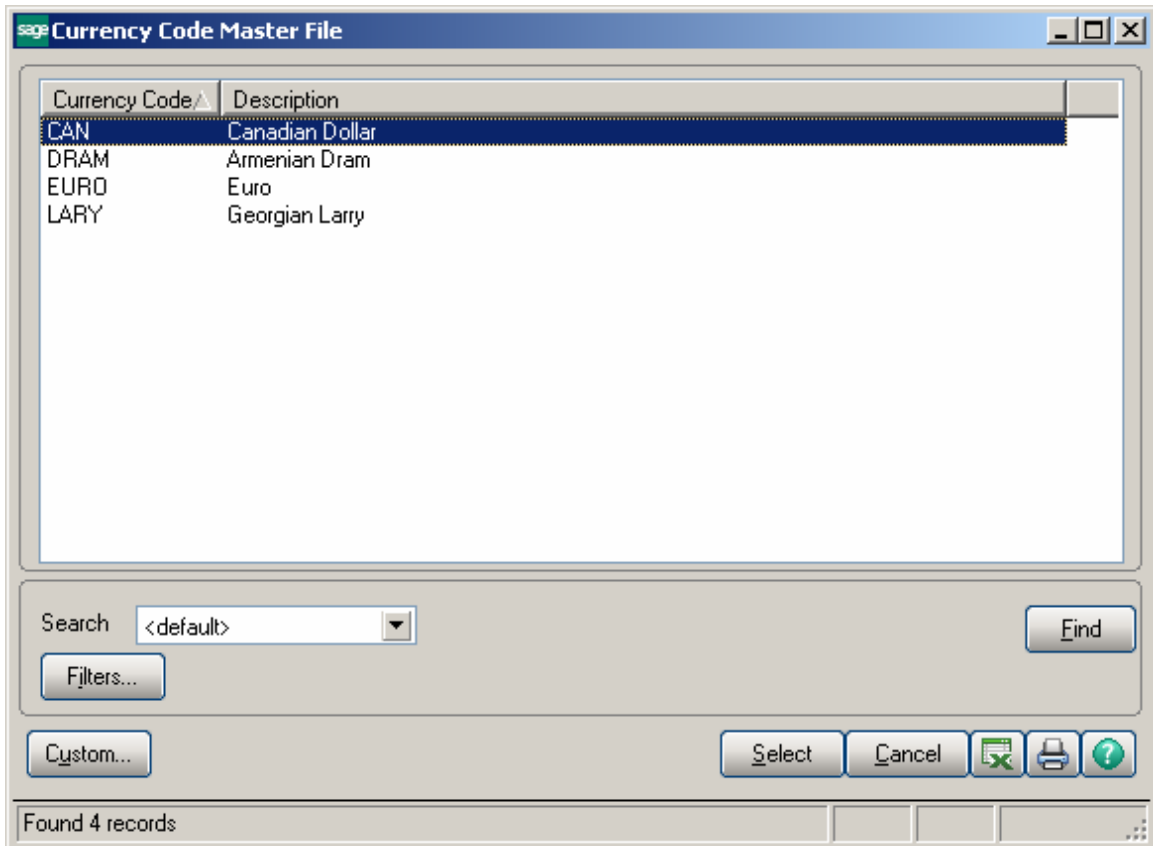 sage Currency Code Master File
Currency Code Description
CAN Canadian Dollar
DRAM Armenian Dram
EURO Euro
LARY Georgian Larry
Search <default> Find
Filters...
Custom... Select Cancel ?
Found 4 records